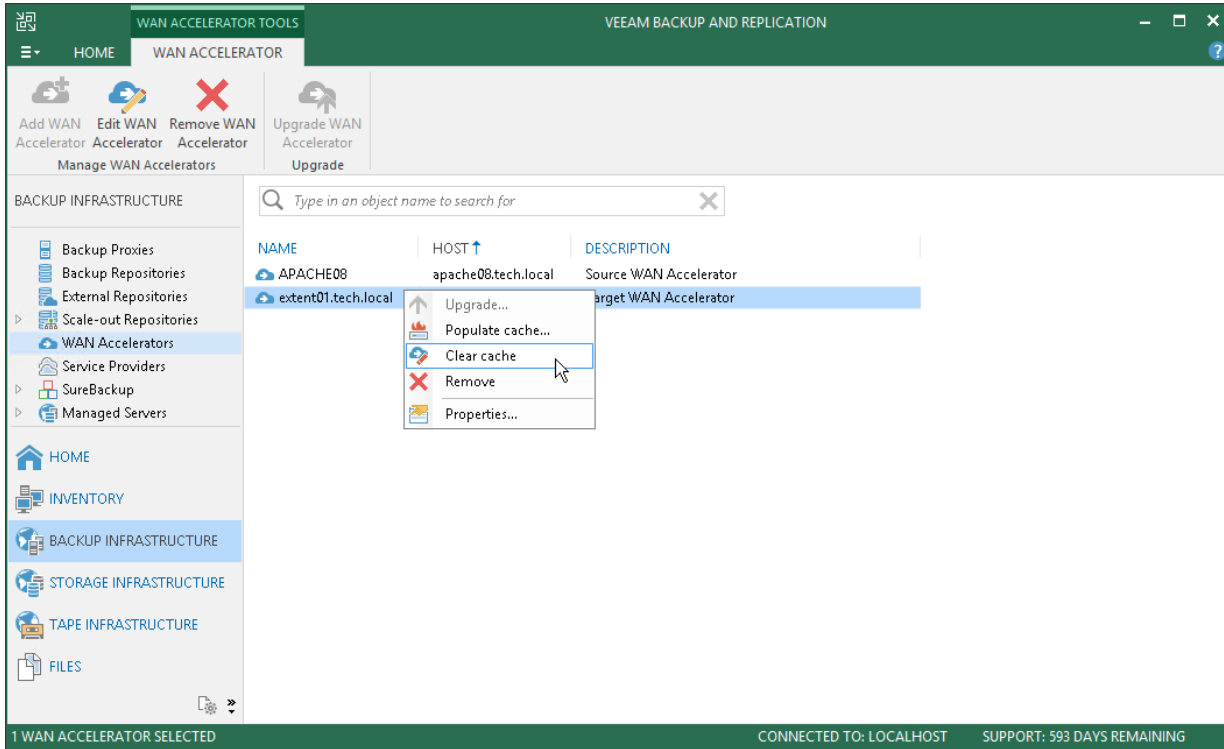 WAN ACCELERATOR TOOLS
VEEAM BACKUP AND REPLICATION
HOME
WAN ACCELERATOR
Add WAN Accelerator
Edit WAN Accelerator
Remove WAN Accelerator
Manage WAN Accelerators
Upgrade WAN Accelerator
Upgrade
BACKUP INFRASTRUCTURE
Backup Proxies
Backup Repositories
External Repositories
Scale-out Repositories
WAN Accelerators
Service Providers
SureBackup
Managed Servers
HOME
INVENTORY
BACKUP INFRASTRUCTURE
STORAGE INFRASTRUCTURE
TAPE INFRASTRUCTURE
FILES
Type in an object name to search for
NAME HOST DESCRIPTION
APACHE08 apache08.tech.local Source WAN Accelerator
extent01.tech.local arget WAN Accelerator
Upgrade...
Populate cache...
Clear cache
Remove
Properties...
1 WAN ACCELERATOR SELECTED
CONNECTED TO: LOCALHOST
SUPPORT: 593 DAYS REMAINING